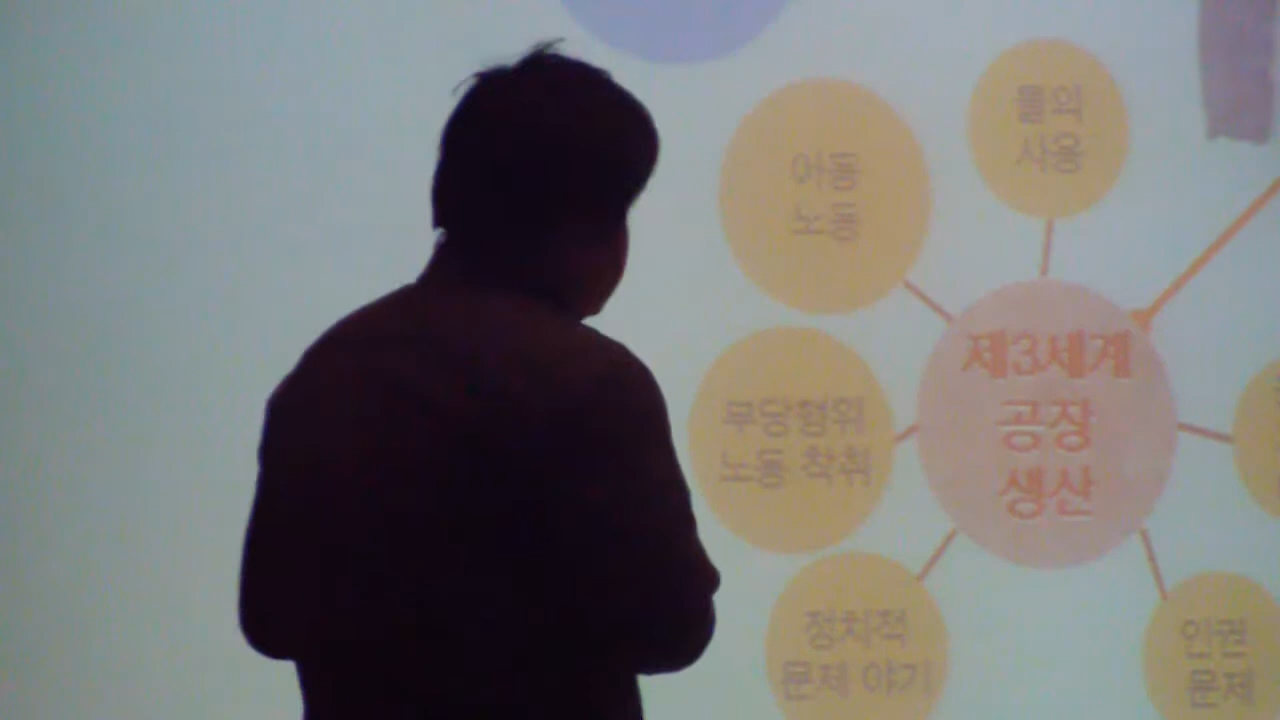 물의
사용
아동
노동
제3세계
공장
생산
부당행위
노동 착취
정치적
문제 야기
인권
문제